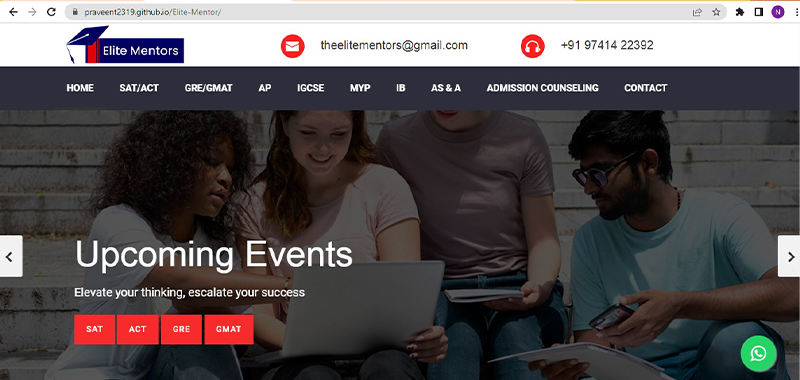 praveent2319.github.io/Elite-Mentor/
N
Elite Mentors
theelitementors@gmail.com
+91 97414 22392
HOME SAT/ACT GRE/GMAT AP IGCSE MYP IB AS & A ADMISSION COUNSELING CONTACT
Upcoming Events
Elevate your thinking, escalate your success
SAT ACT GRE GMAT